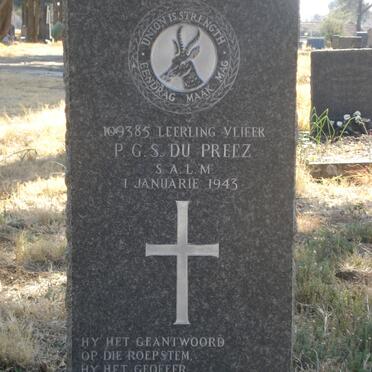 UNION IS STRENGTH
EENDRAG MAAK MAG
109385 LEERLING VLIEER
P. G. S. DU PREEZ
S. A. L. M.
1 JANUARIE 1943
HY HET GEANTWOORD
OP DIE ROEPSTEM,
HY HET GEOFFER